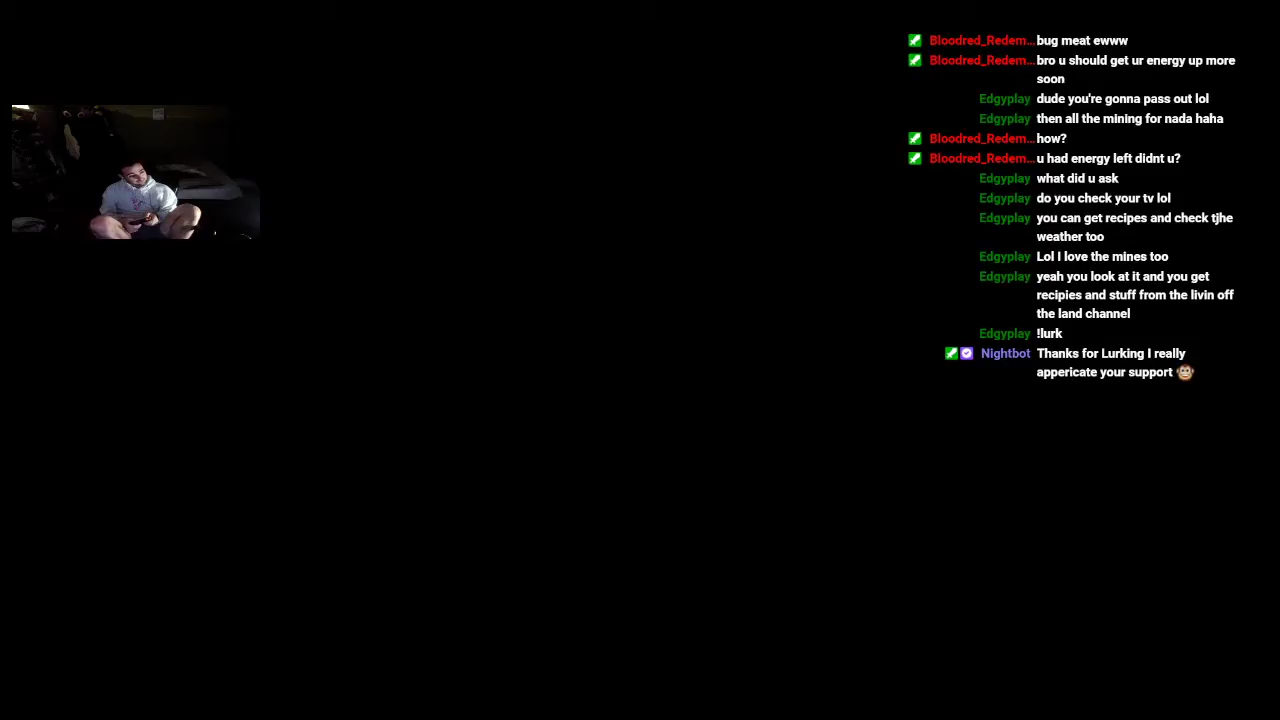 Bloodred_Redem... bug meat ewww
Bloodred_Redem... bro u should get ur energy up more
soon
Edgyplay dude you're gonna pass out lol
Edgyplay then all the mining for nada haha
Bloodred_Redem... how?
Bloodred_Redem... u had energy left didnt u?
Edgyplay what did u ask
Edgyplay do you check your tv lol
Edgyplay you can get recipes and check tjhe
weather too
Edgyplay Lol I love the mines too
Edgyplay yeah you look at it and you get
recipies and stuff from the livin off
the land channel
Edgyplay !lurk
Nightbot Thanks for Lurking I really
appericate your support